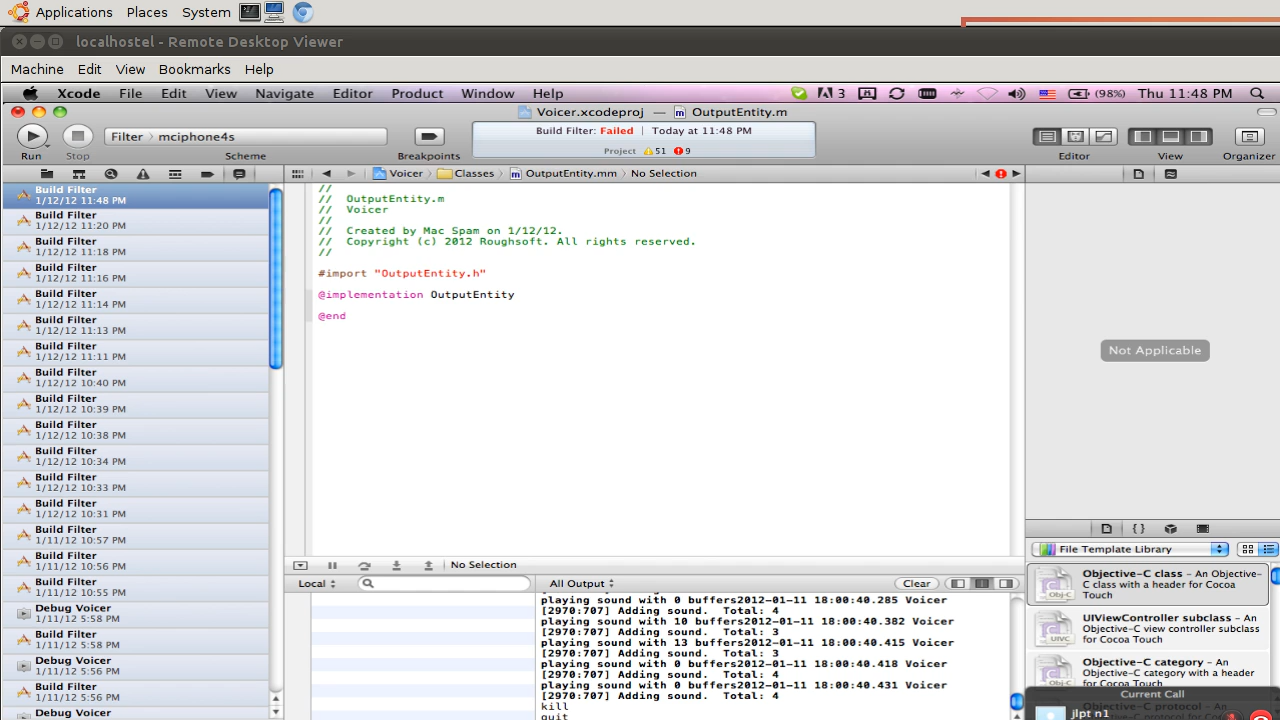 Applications Places System
localhostel - Remote Desktop Viewer
Machine Edit View Bookmarks Help
Xcode File Edit View Navigate Editor Product Window Help 3 (98%) Thu 11:48 PM
Voicer.xcodeproj — OutputEntity.m
Filter › mciphone4s
Build Filter: Failed | Today at 11:48 PM
Project 51 9
Run Stop Scheme Breakpoints Editor View Organizer
Voicer Classes OutputEntity.mm No Selection
Build Filter
1/12/12 11:48 PM
Build Filter
1/12/12 11:20 PM
Build Filter
1/12/12 11:18 PM
Build Filter
1/12/12 11:16 PM
Build Filter
1/12/12 11:14 PM
Build Filter
1/12/12 11:13 PM
Build Filter
1/12/12 11:11 PM
Build Filter
1/12/12 10:40 PM
Build Filter
1/12/12 10:39 PM
Build Filter
1/12/12 10:38 PM
Build Filter
1/12/12 10:34 PM
Build Filter
1/12/12 10:33 PM
Build Filter
1/12/12 10:31 PM
Build Filter
1/11/12 10:57 PM
Build Filter
1/11/12 10:56 PM
Build Filter
1/11/12 10:55 PM
Debug Voicer
1/11/12 5:58 PM
Build Filter
1/11/12 5:58 PM
Debug Voicer
1/11/12 5:56 PM
Build Filter
1/11/12 5:56 PM
Debug Voicer
//
// OutputEntity.m
// Voicer
//
// Created by Mac Spam on 1/12/12.
// Copyright (c) 2012 Roughsoft. All rights reserved.
//
#import "OutputEntity.h"
@implementation OutputEntity
@end
Not Applicable
No Selection
Local
All Output
Clear
playing sound with 0 buffers2012-01-11 18:00:40.285 Voicer
[2970:707] Adding sound. Total: 4
playing sound with 10 buffers2012-01-11 18:00:40.382 Voicer
[2970:707] Adding sound. Total: 3
playing sound with 13 buffers2012-01-11 18:00:40.415 Voicer
[2970:707] Adding sound. Total: 3
playing sound with 0 buffers2012-01-11 18:00:40.418 Voicer
[2970:707] Adding sound. Total: 4
playing sound with 0 buffers2012-01-11 18:00:40.431 Voicer
[2970:707] Adding sound. Total: 4
kill
quit
{ }
File Template Library
Obj-C
Objective-C class – An Objective-
C class with a header for Cocoa
Touch
UIVC
UIViewController subclass – An
Objective-C view controller subclass
for Cocoa Touch
Obj-C
Objective-C category – An
Objective-C category with a header
for Cocoa Touch
Current Call
Objective-C protocol – An
jlpt n1